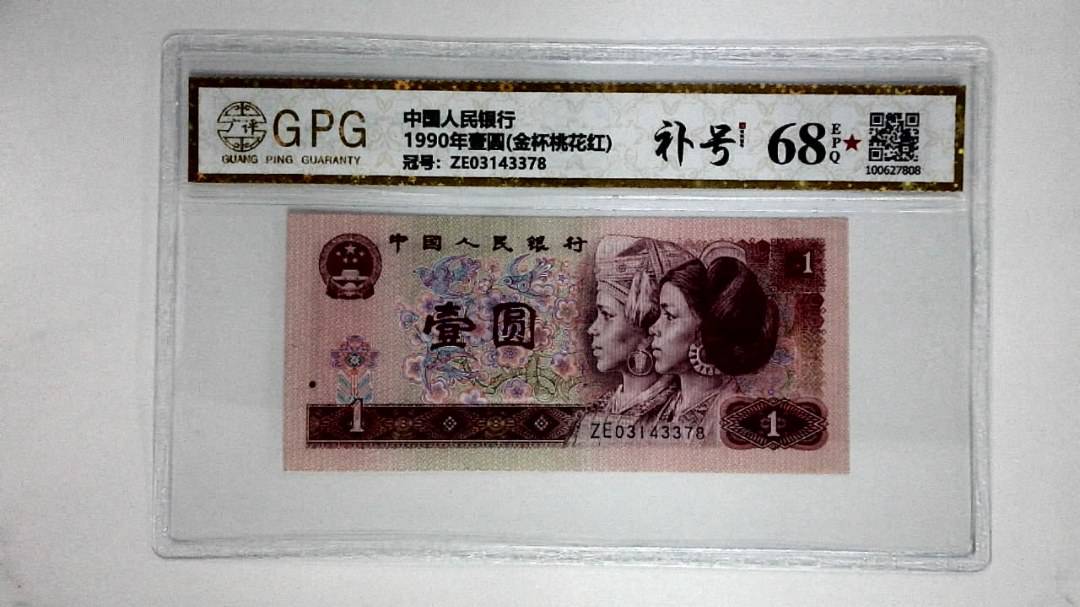 广评
GPG
GUANG PING GUARANTY
中国人民银行
1990年壹圆(金杯桃花红)
冠号: ZE03143378
补号
68
EPQ
★
100627808
中国人民银行
1
壹圆
1
ZE03143378
1